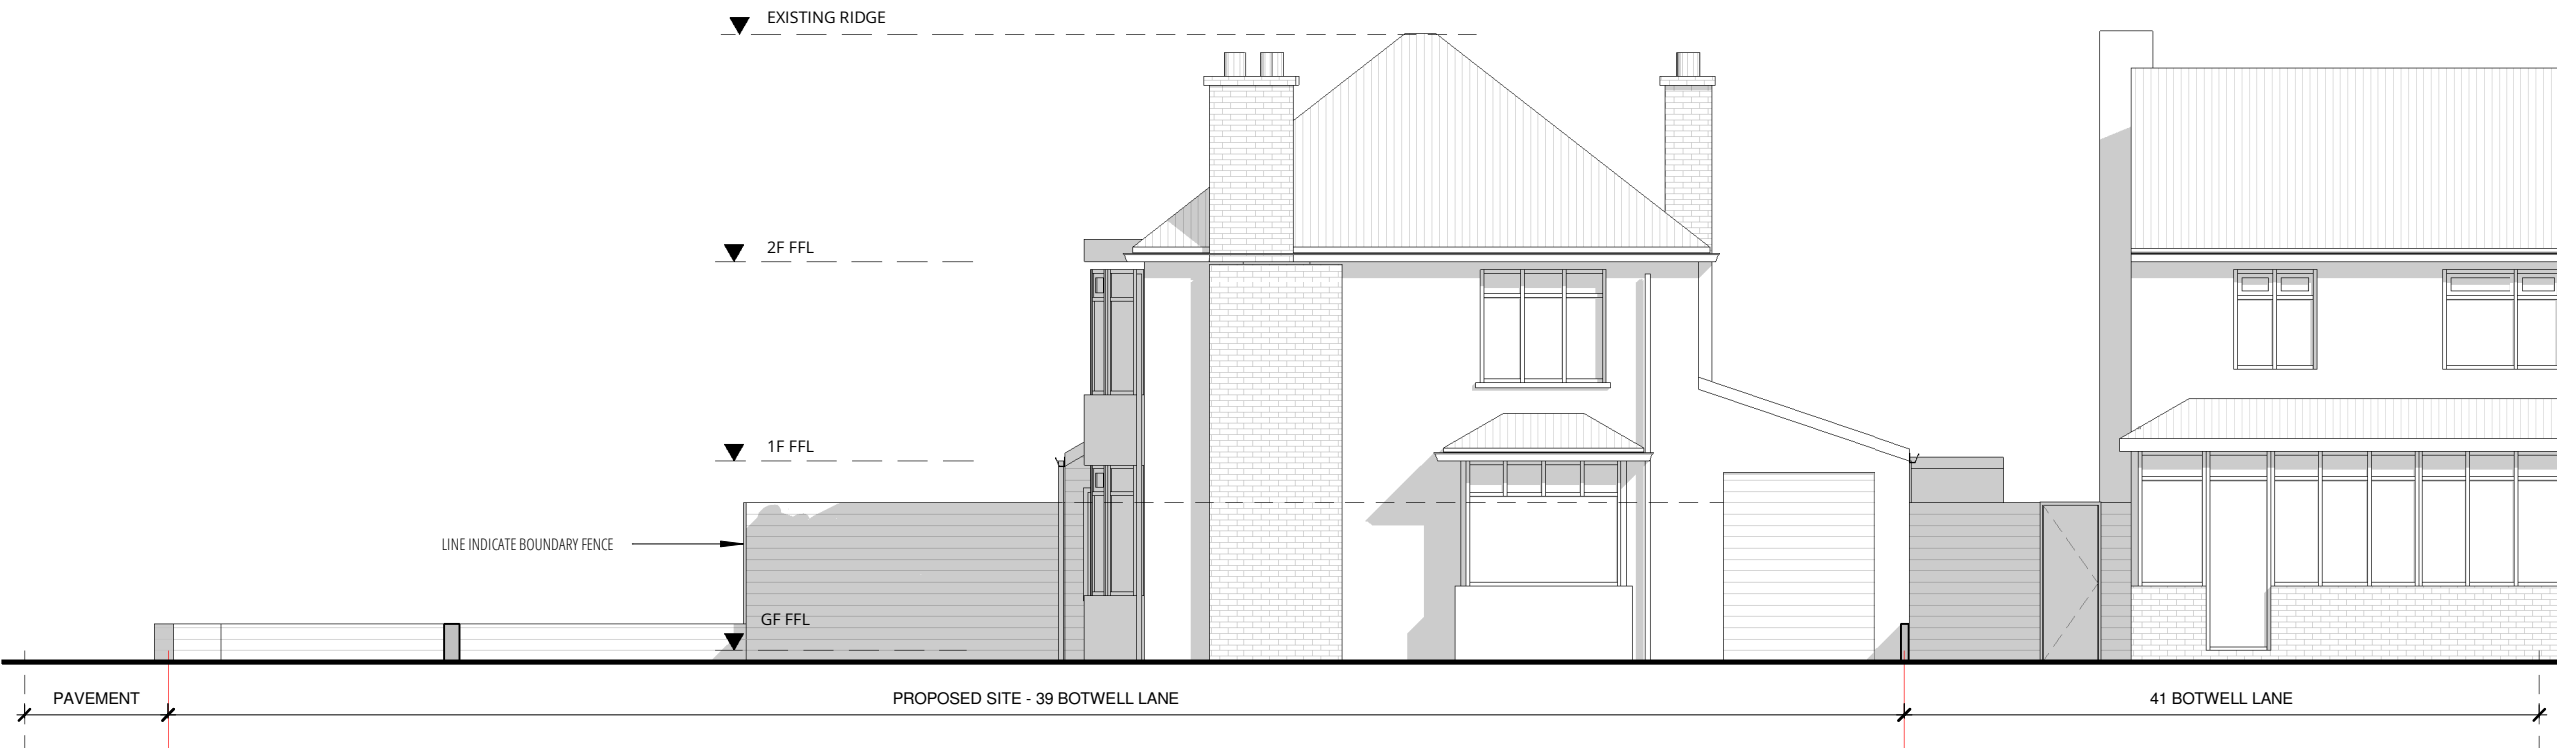 EXISTING RIDGE
2F FFL
1F FFL
LINE INDICATE BOUNDARY FENCE
GF FFL
PAVEMENT
PROPOSED SITE - 39 BOTWELL LANE
41 BOTWELL LANE